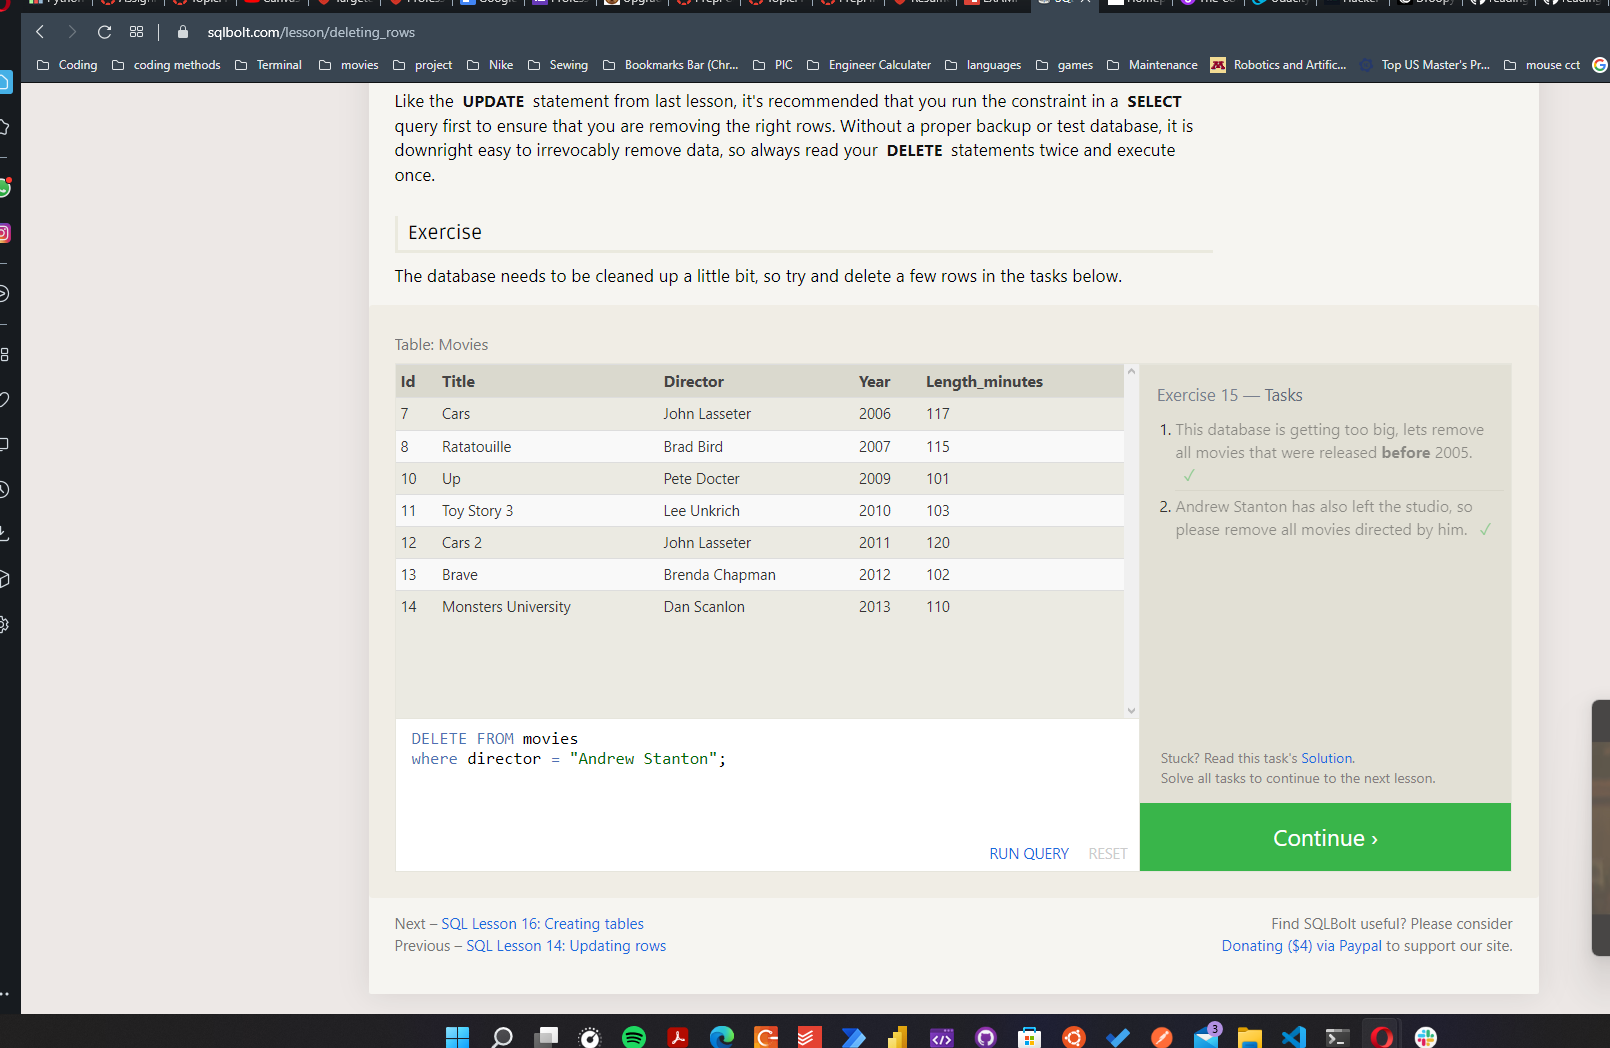 sqlbolt.com/lesson/deleting_rows
Coding coding methods Terminal movies project Nike Sewing Bookmarks Bar (Chr... PIC Engineer Calculater languages games Maintenance Robotics and Artific... Top US Master's Pr... mouse cct
Like the UPDATE statement from last lesson, it's recommended that you run the constraint in a SELECT
query first to ensure that you are removing the right rows. Without a proper backup or test database, it is
downright easy to irrevocably remove data, so always read your DELETE statements twice and execute
once.
Exercise
The database needs to be cleaned up a little bit, so try and delete a few rows in the tasks below.
Table: Movies
Id Title Director Year Length_minutes
7 Cars John Lasseter 2006 117
8 Ratatouille Brad Bird 2007 115
10 Up Pete Docter 2009 101
11 Toy Story 3 Lee Unkrich 2010 103
12 Cars 2 John Lasseter 2011 120
13 Brave Brenda Chapman 2012 102
14 Monsters University Dan Scanlon 2013 110
DELETE FROM movies
where director = "Andrew Stanton";
RUN QUERY RESET
Exercise 15 — Tasks
1. This database is getting too big, lets remove
all movies that were released before 2005.
✓
2. Andrew Stanton has also left the studio, so
please remove all movies directed by him. ✓
Stuck? Read this task's Solution.
Solve all tasks to continue to the next lesson.
Continue ›
Next – SQL Lesson 16: Creating tables
Previous – SQL Lesson 14: Updating rows
Find SQLBolt useful? Please consider
Donating ($4) via Paypal to support our site.
3